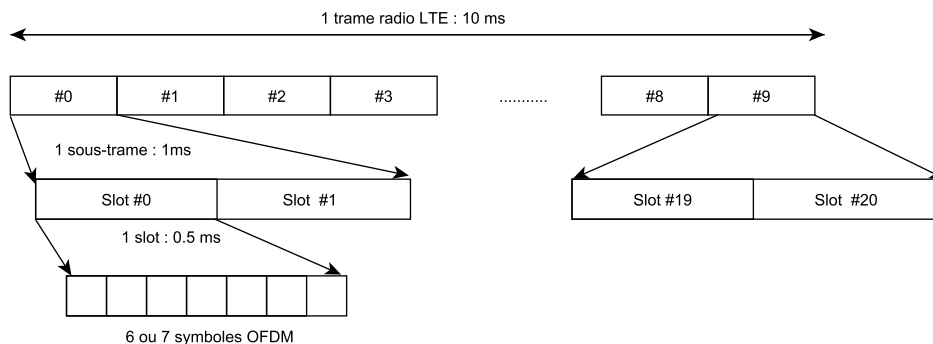 1 trame radio LTE : 10 ms
#0 #1 #2 #3 ........... #8 #9
1 sous-trame : 1ms
Slot #0 Slot #1 Slot #19 Slot #20
1 slot : 0.5 ms
6 ou 7 symboles OFDM